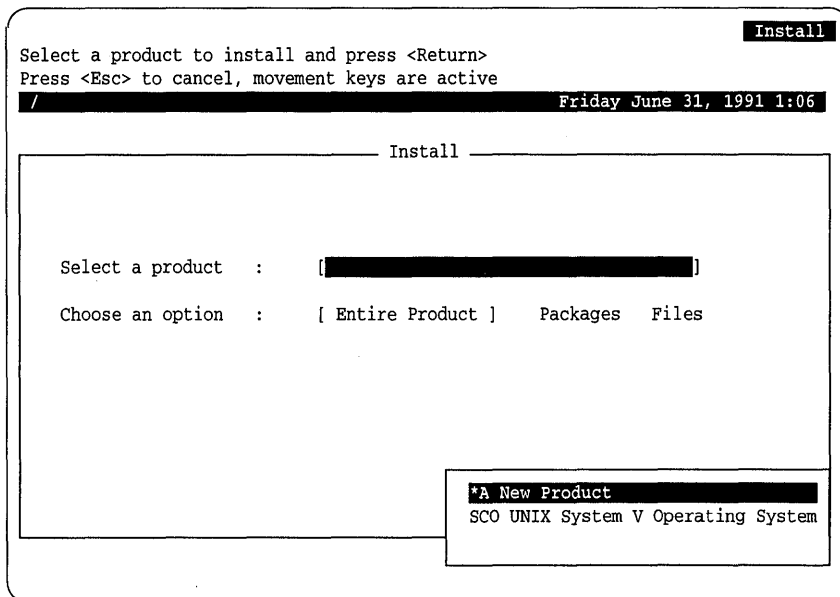 Install
Select a product to install and press <Return>
Press <Esc> to cancel, movement keys are active
/ Friday June 31, 1991 1:06
Install
Select a product : [ ]
Choose an option : [ Entire Product ] Packages Files
*A New Product
SCO UNIX System V Operating System